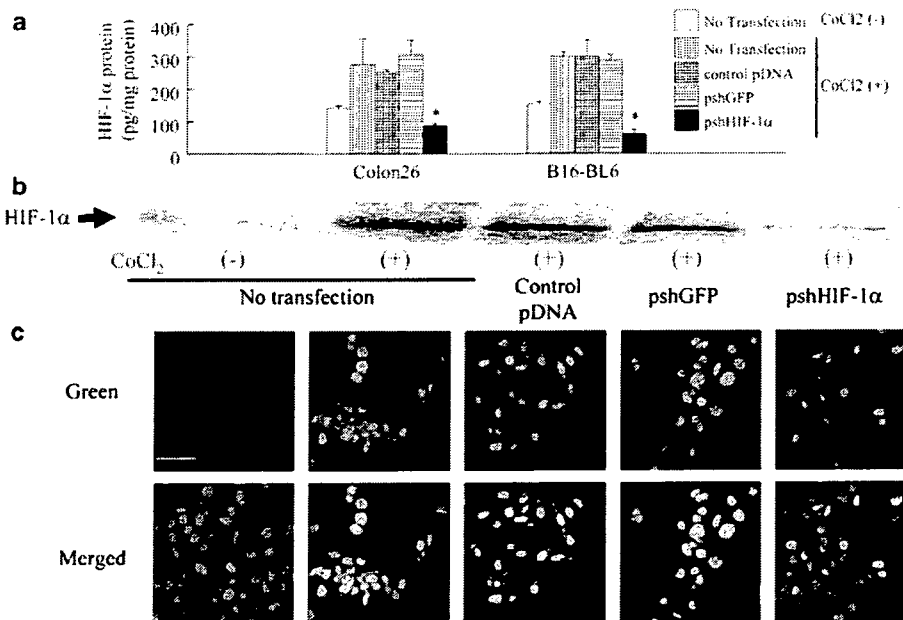 a
HIF-1α protein
(pg/mg protein)
400
300
200
100
0
*
*
Colon26
B16-BL6
No Transfection
CoCl2 (-)
No Transfection
control pDNA
pshGFP
pshHIF-1α
CoCl2 (+)
b
HIF-1α
CoCl2
(-)
(+)
(+)
(+)
(+)
No transfection
Control
pDNA
pshGFP
pshHIF-1α
c
Green
Merged